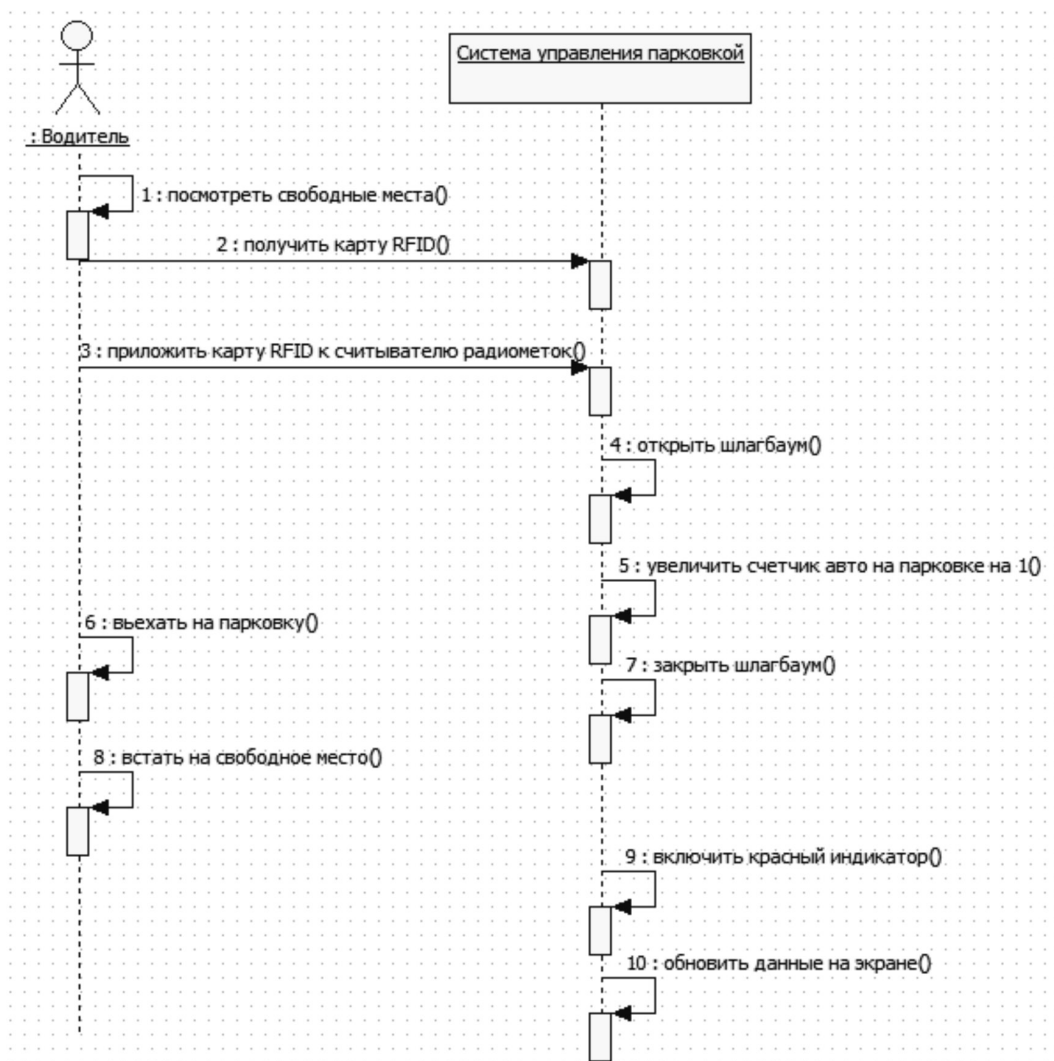 Система управления парковкой
: Водитель
1 : посмотреть свободные места()
2 : получить карту RFID()
3 : приложить карту RFID к считывателю радиометок()
4 : открыть шлагбаум()
5 : увеличить счетчик авто на парковке на 1()
6 : вьехать на парковку()
7 : закрыть шлагбаум()
8 : встать на свободное место()
9 : включить красный индикатор()
10 : обновить данные на экране()